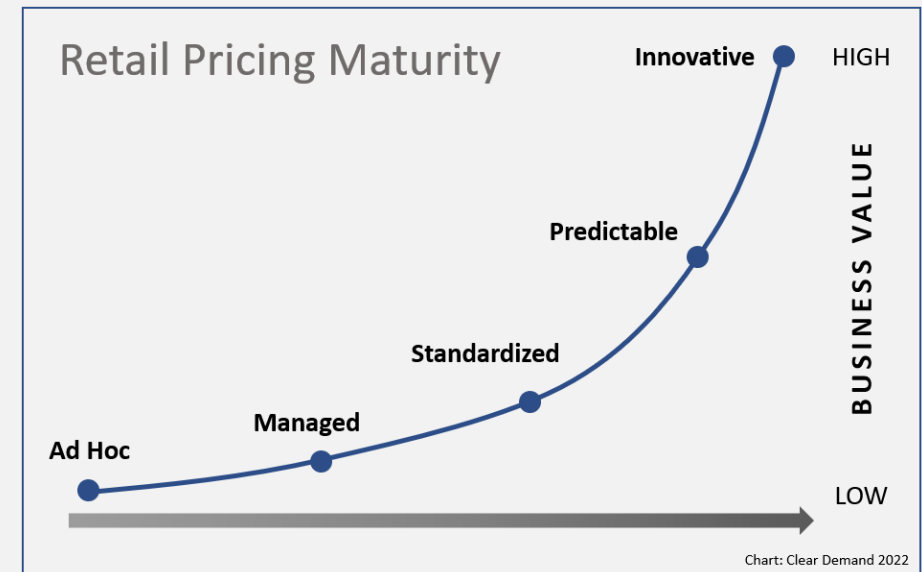 Retail Pricing Maturity
Innovative
HIGH
Predictable
BUSINESS VALUE
Standardized
Managed
Ad Hoc
LOW
Chart: Clear Demand 2022